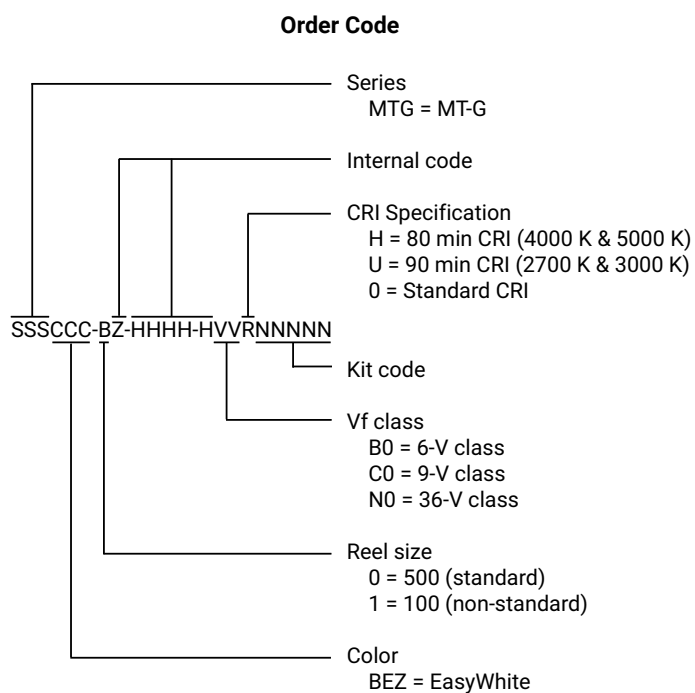 Order Code
Series
MTG = MT-G
Internal code
CRI Specification
H = 80 min CRI (4000 K & 5000 K)
U = 90 min CRI (2700 K & 3000 K)
0 = Standard CRI
SSSCCC-BZ-HHHH-HVVRNNNNN
Kit code
Vf class
B0 = 6-V class
C0 = 9-V class
N0 = 36-V class
Reel size
0 = 500 (standard)
1 = 100 (non-standard)
Color
BEZ = EasyWhite